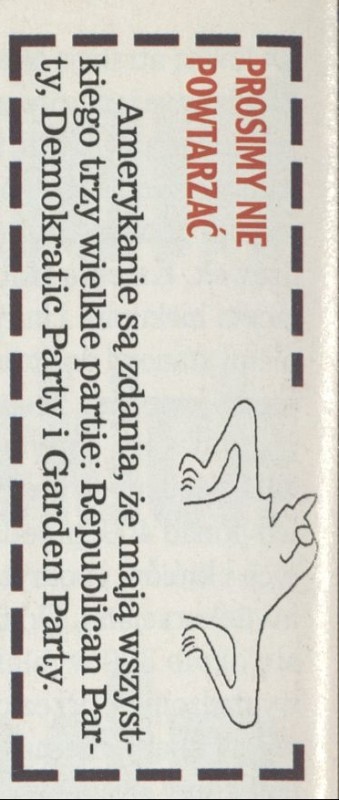 PROSIMY NIE
POWTARZAĆ
Amerykanie są zdania, że mają wszyst-
kiego trzy wielkie partie: Republican Par-
ty, Demokratic Party i Garden Party.